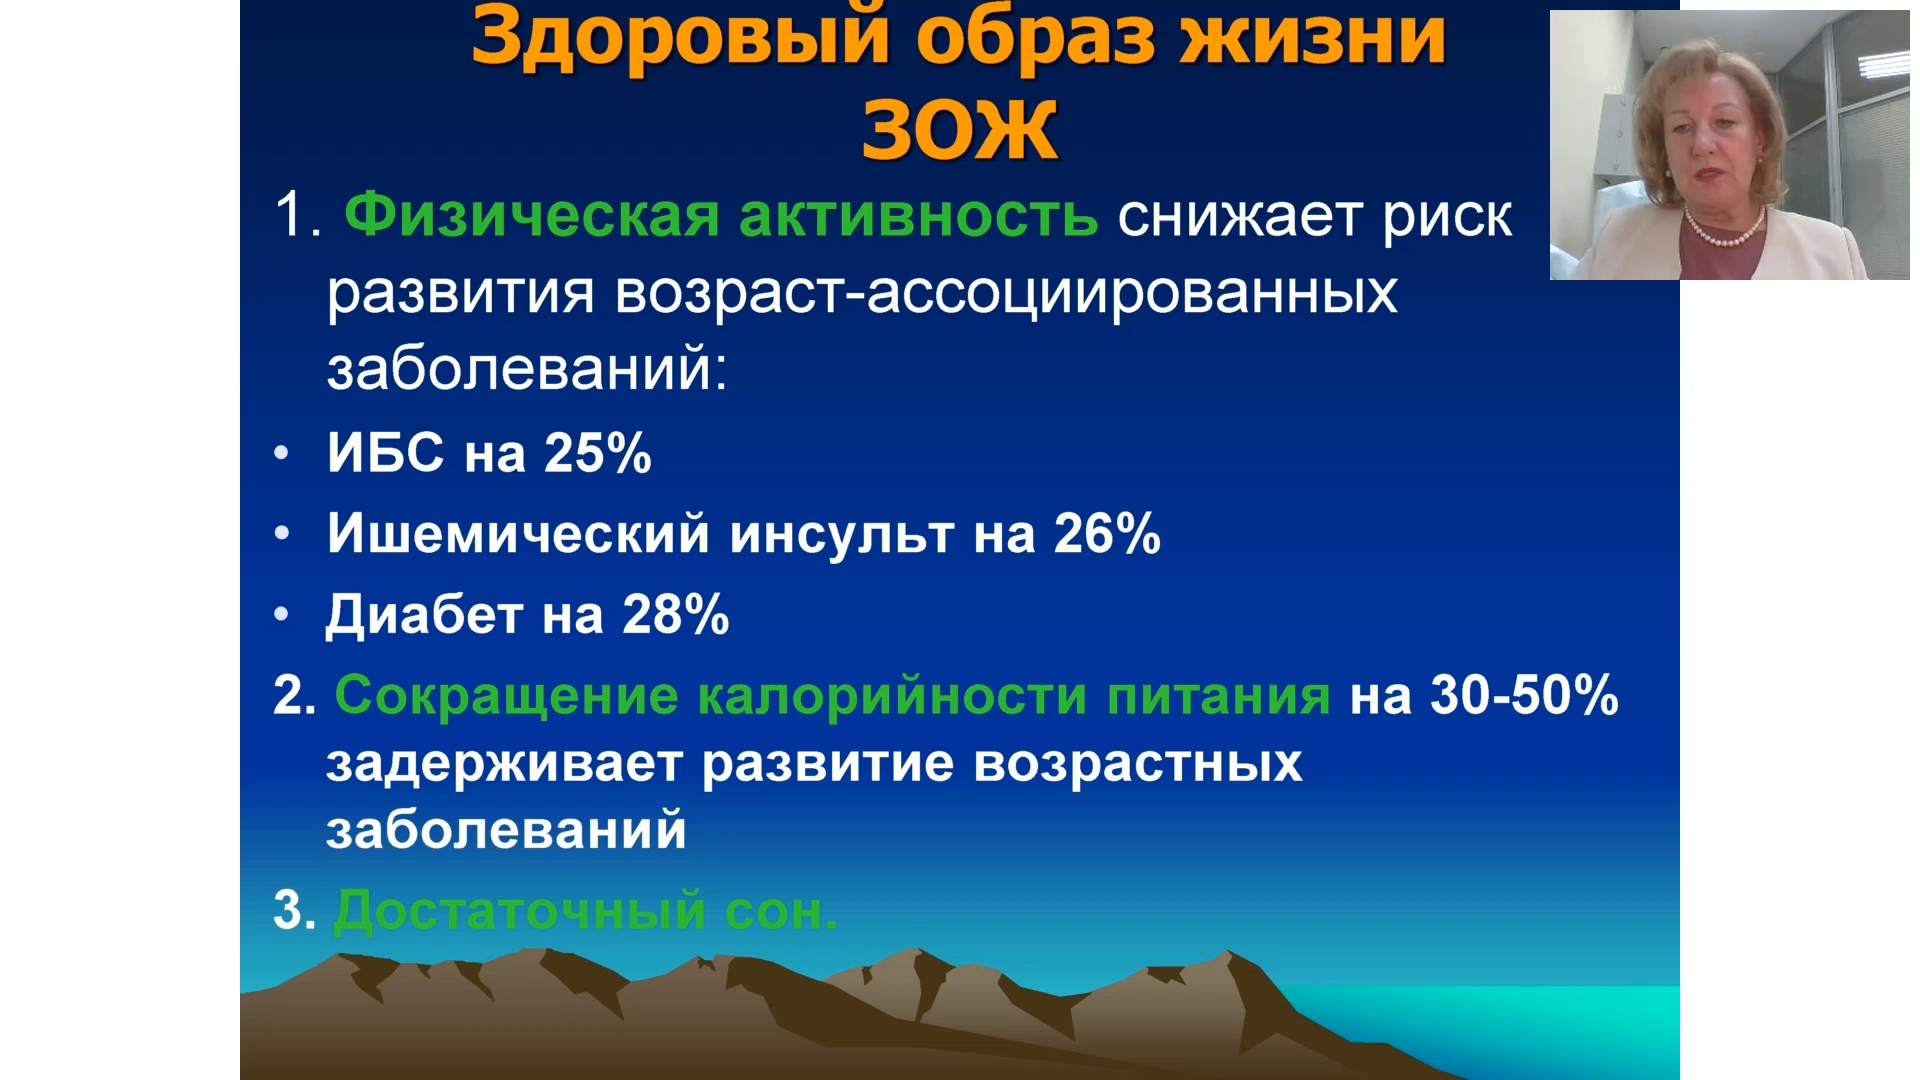 Здоровый образ жизни
ЗОЖ
1. Физическая активность снижает риск
развития возраст-ассоциированных
заболеваний:
• ИБС на 25%
• Ишемический инсульт на 26%
• Диабет на 28%
2. Сокращение калорийности питания на 30-50%
задерживает развитие возрастных
заболеваний
3. Достаточный сон.